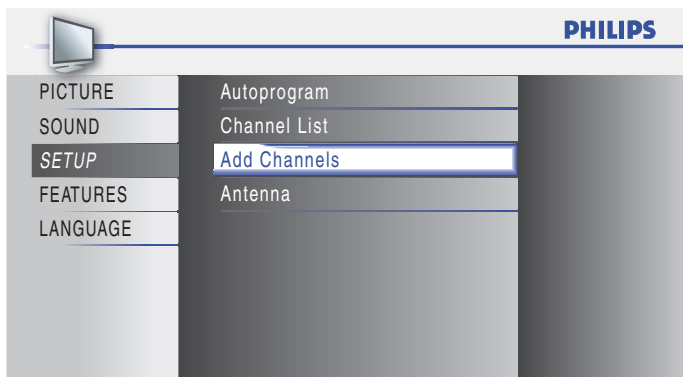 PHILIPS
PICTURE
SOUND
SETUP
FEATURES
LANGUAGE
Autoprogram
Channel List
Add Channels
Antenna